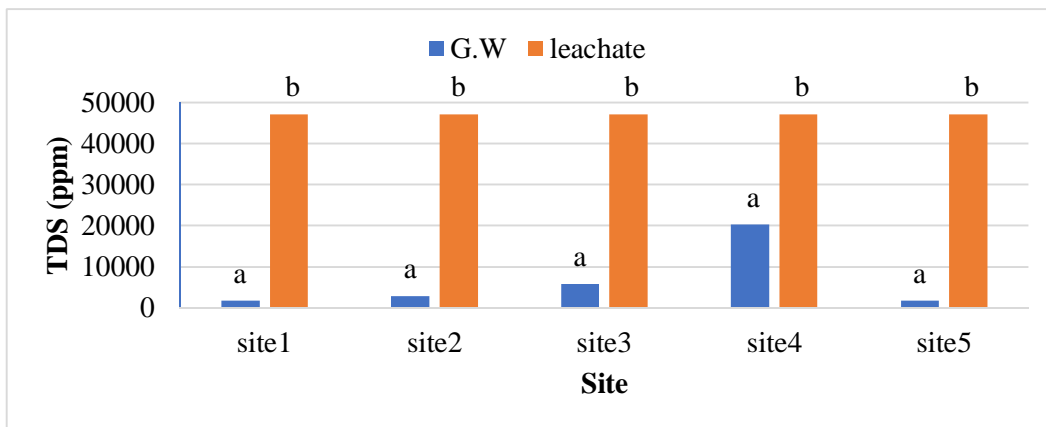 G.W leachate
b b b b b
50000
40000
30000
a
20000
10000
a a a a
0
TDS (ppm)
site1 site2 site3 site4 site5
Site